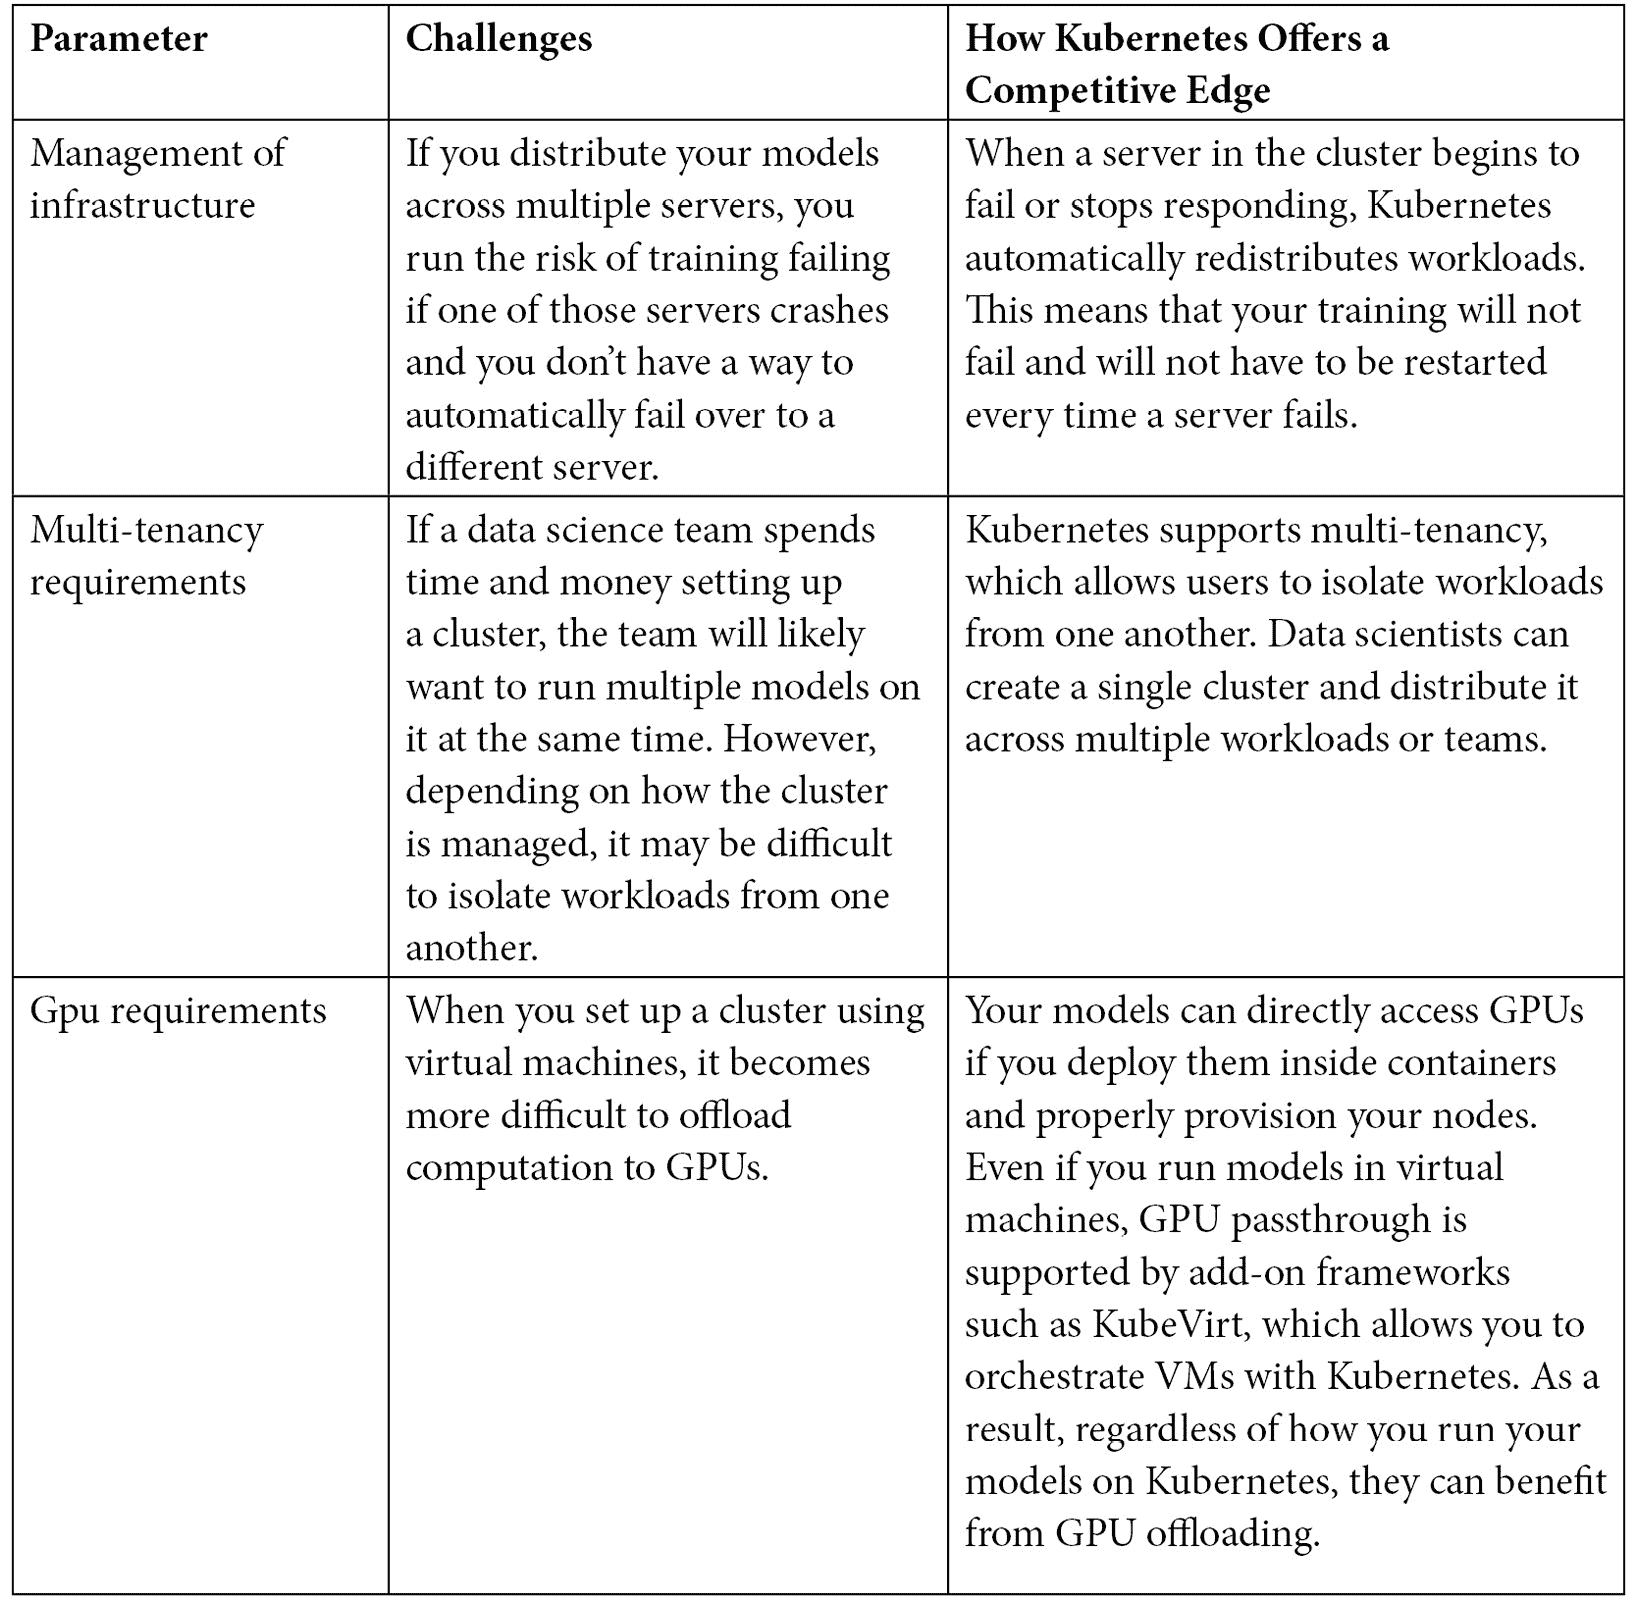 Parameter
Challenges
How Kubernetes Offers a
Competitive Edge
Management of
infrastructure
If you distribute your models
across multiple servers, you
run the risk of training failing
if one of those servers crashes
and you don’t have a way to
automatically fail over to a
different server.
When a server in the cluster begins to
fail or stops responding, Kubernetes
automatically redistributes workloads.
This means that your training will not
fail and will not have to be restarted
every time a server fails.
Multi-tenancy
requirements
If a data science team spends
time and money setting up
a cluster, the team will likely
want to run multiple models on
it at the same time. However,
depending on how the cluster
is managed, it may be difficult
to isolate workloads from one
another.
Kubernetes supports multi-tenancy,
which allows users to isolate workloads
from one another. Data scientists can
create a single cluster and distribute it
across multiple workloads or teams.
Gpu requirements
When you set up a cluster using
virtual machines, it becomes
more difficult to offload
computation to GPUs.
Your models can directly access GPUs
if you deploy them inside containers
and properly provision your nodes.
Even if you run models in virtual
machines, GPU passthrough is
supported by add-on frameworks
such as KubeVirt, which allows you to
orchestrate VMs with Kubernetes. As a
result, regardless of how you run your
models on Kubernetes, they can benefit
from GPU offloading.